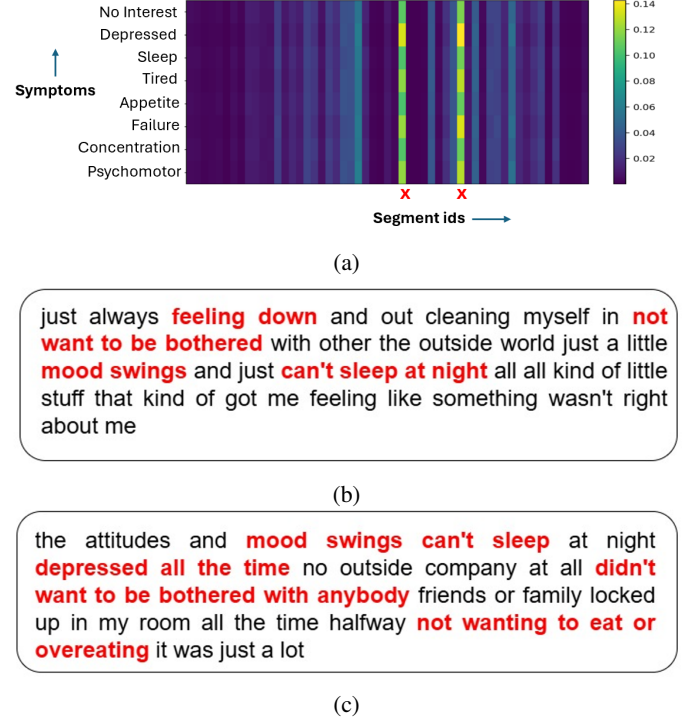 No Interest
Depressed
Sleep
Tired
Appetite
Failure
Concentration
Psychomotor
Symptoms
0.14
0.12
0.10
0.08
0.06
0.04
0.02
x x
Segment ids
(a)
just always feeling down and out cleaning myself in not
want to be bothered with other the outside world just a little
mood swings and just can't sleep at night all all kind of little
stuff that kind of got me feeling like something wasn't right
about me
(b)
the attitudes and mood swings can't sleep at night
depressed all the time no outside company at all didn't
want to be bothered with anybody friends or family locked
up in my room all the time halfway not wanting to eat or
overeating it was just a lot
(c)